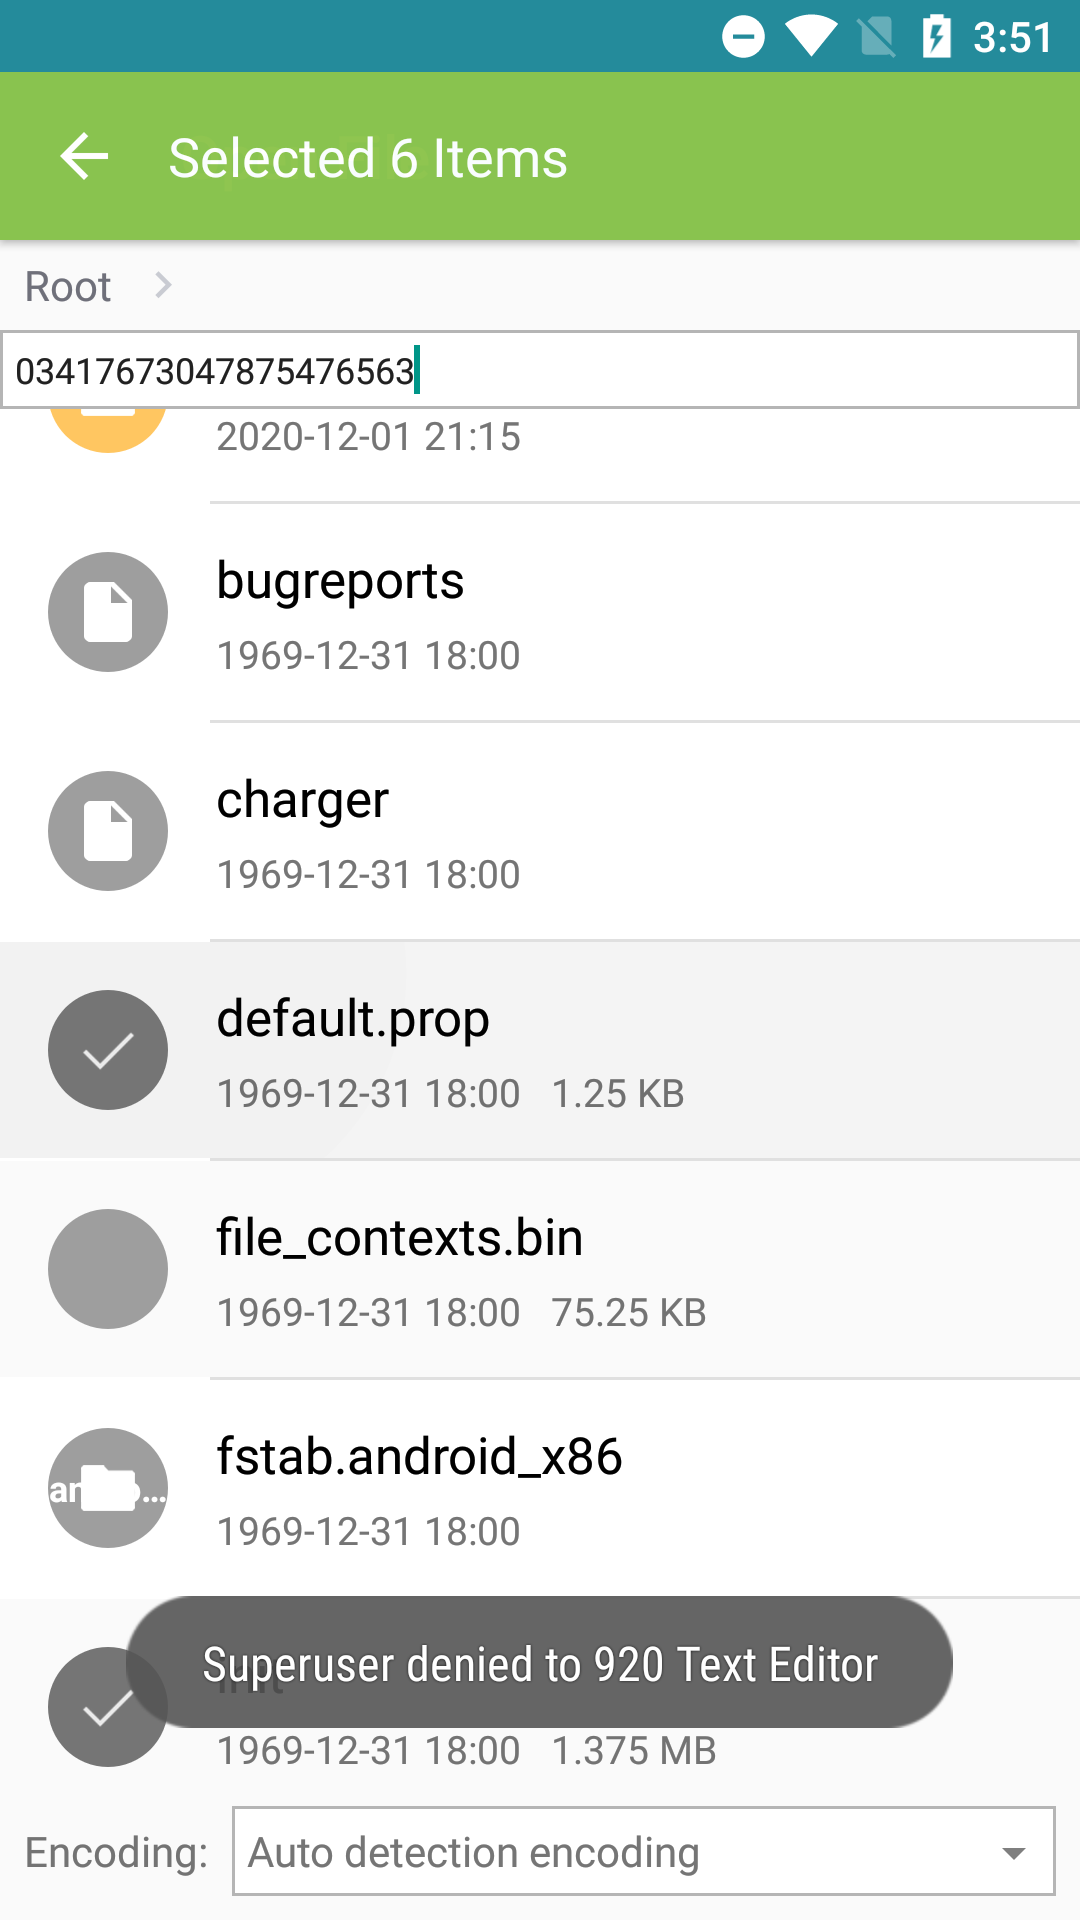 3:51
Selected 6 Items
Root
03417673047875476563
2020-12-01 21:15
bugreports
1969-12-31 18:00
charger
1969-12-31 18:00
default.prop
1969-12-31 18:00 1.25 KB
file_contexts.bin
1969-12-31 18:00 75.25 KB
fstab.android_x86
1969-12-31 18:00
Superuser denied to 920 Text Editor
init
1969-12-31 18:00 1.375 MB
Encoding: Auto detection encoding